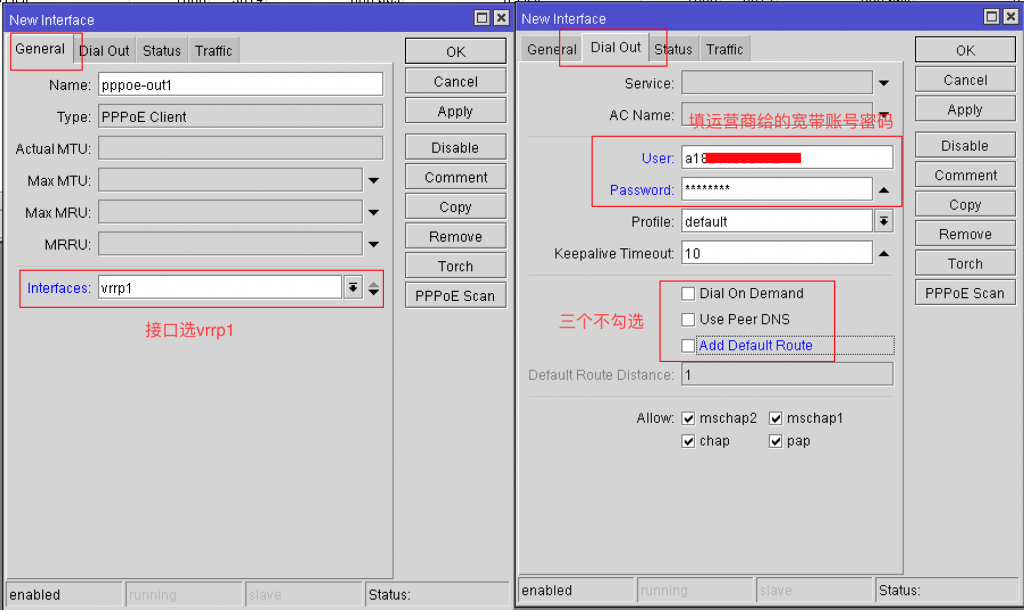 New Interface
General Dial Out Status Traffic
OK
Name: pppoe-out1
Cancel
Type: PPPoE Client
Apply
Actual MTU:
Disable
Max MTU:
Comment
Max MRU:
Copy
MRRU:
Remove
Torch
Interfaces: vrrp1
PPPoE Scan
接口选vrrp1
enabled running slave Status:
New Interface
General Dial Out Status Traffic
OK
Service:
Cancel
AC Name:
Apply
填运营商给的宽带账号密码
User: a18
Disable
Password: ********
Comment
Profile: default
Copy
Keepalive Timeout: 10
Remove
Torch
Dial On Demand
PPPoE Scan
三个不勾选
Use Peer DNS
Add Default Route
Default Route Distance: 1
Allow: mschap2 mschap1
chap pap
enabled running slave Status: